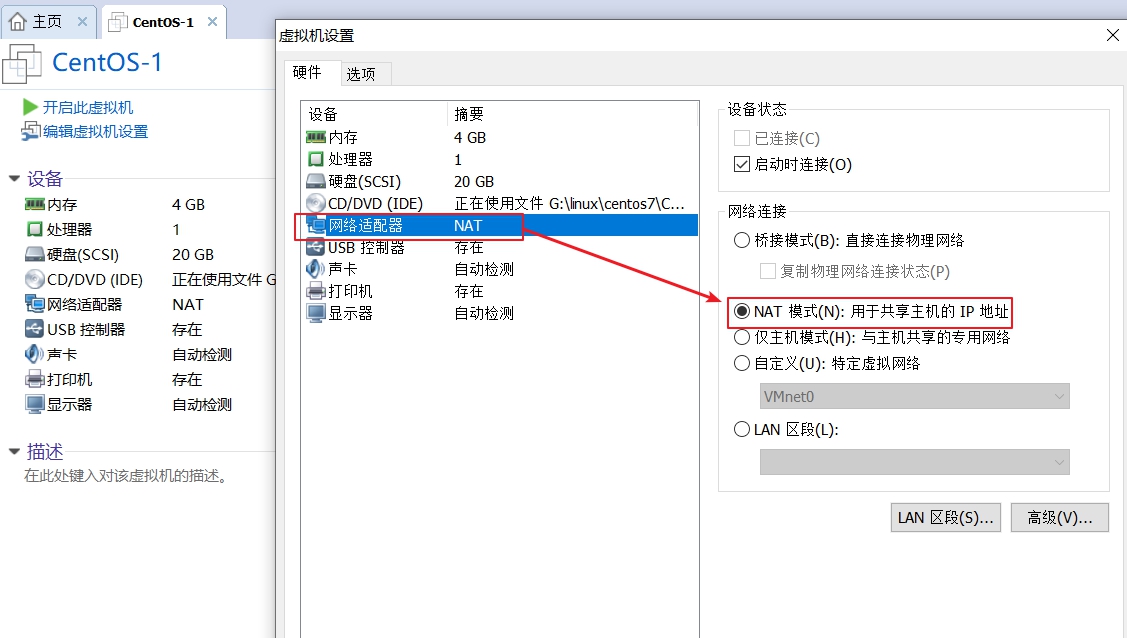 主页
CentOS-1
CentOS-1
开启此虚拟机
编辑虚拟机设置
设备
内存 4 GB
处理器 1
硬盘(SCSI) 20 GB
CD/DVD (IDE) 正在使用文件 G
网络适配器 NAT
USB 控制器 存在
声卡 自动检测
打印机 存在
显示器 自动检测
描述
在此处键入对该虚拟机的描述。
虚拟机设置
硬件 选项
设备 摘要
内存 4 GB
处理器 1
硬盘(SCSI) 20 GB
CD/DVD (IDE) 正在使用文件 G:\linux\centos7\C...
网络适配器 NAT
USB 控制器 存在
声卡 自动检测
打印机 存在
显示器 自动检测
设备状态
已连接(C)
启动时连接(O)
网络连接
桥接模式(B): 直接连接物理网络
复制物理网络连接状态(P)
NAT 模式(N): 用于共享主机的 IP 地址
仅主机模式(H): 与主机共享的专用网络
自定义(U): 特定虚拟网络
VMnet0
LAN 区段(L):
LAN 区段(S)... 高级(V)...